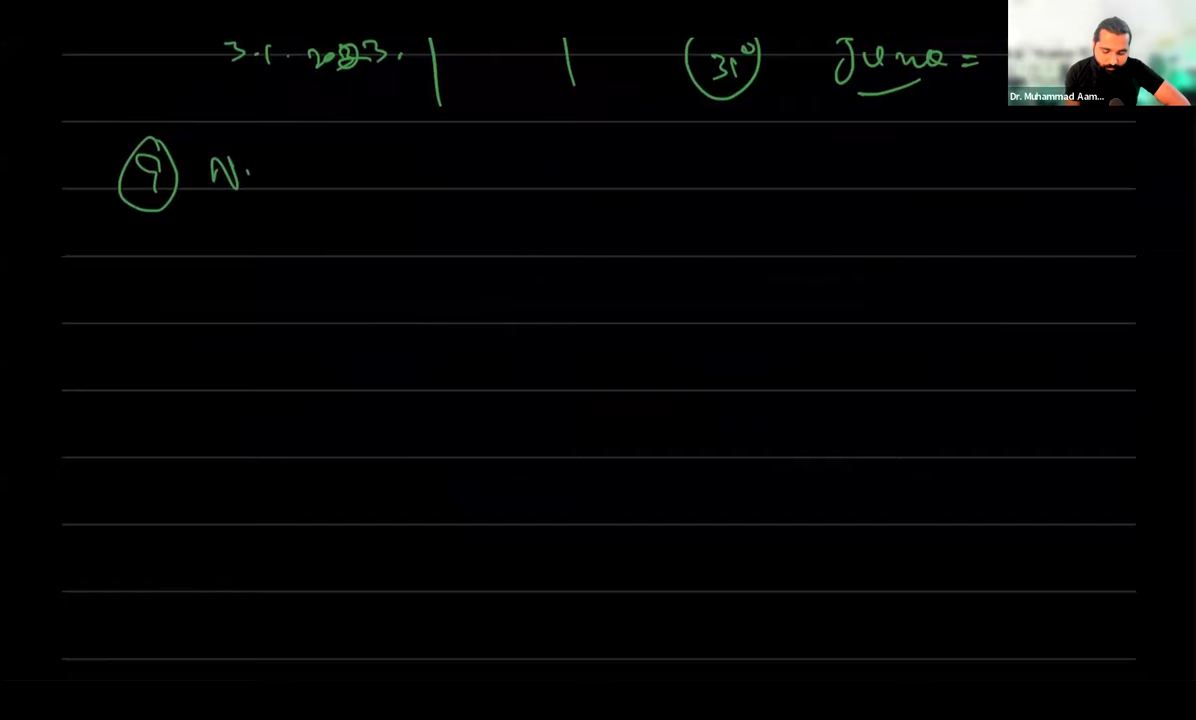 3.1.2023. | | (31°) June =
Dr. Muhammad Aam...
9 N.